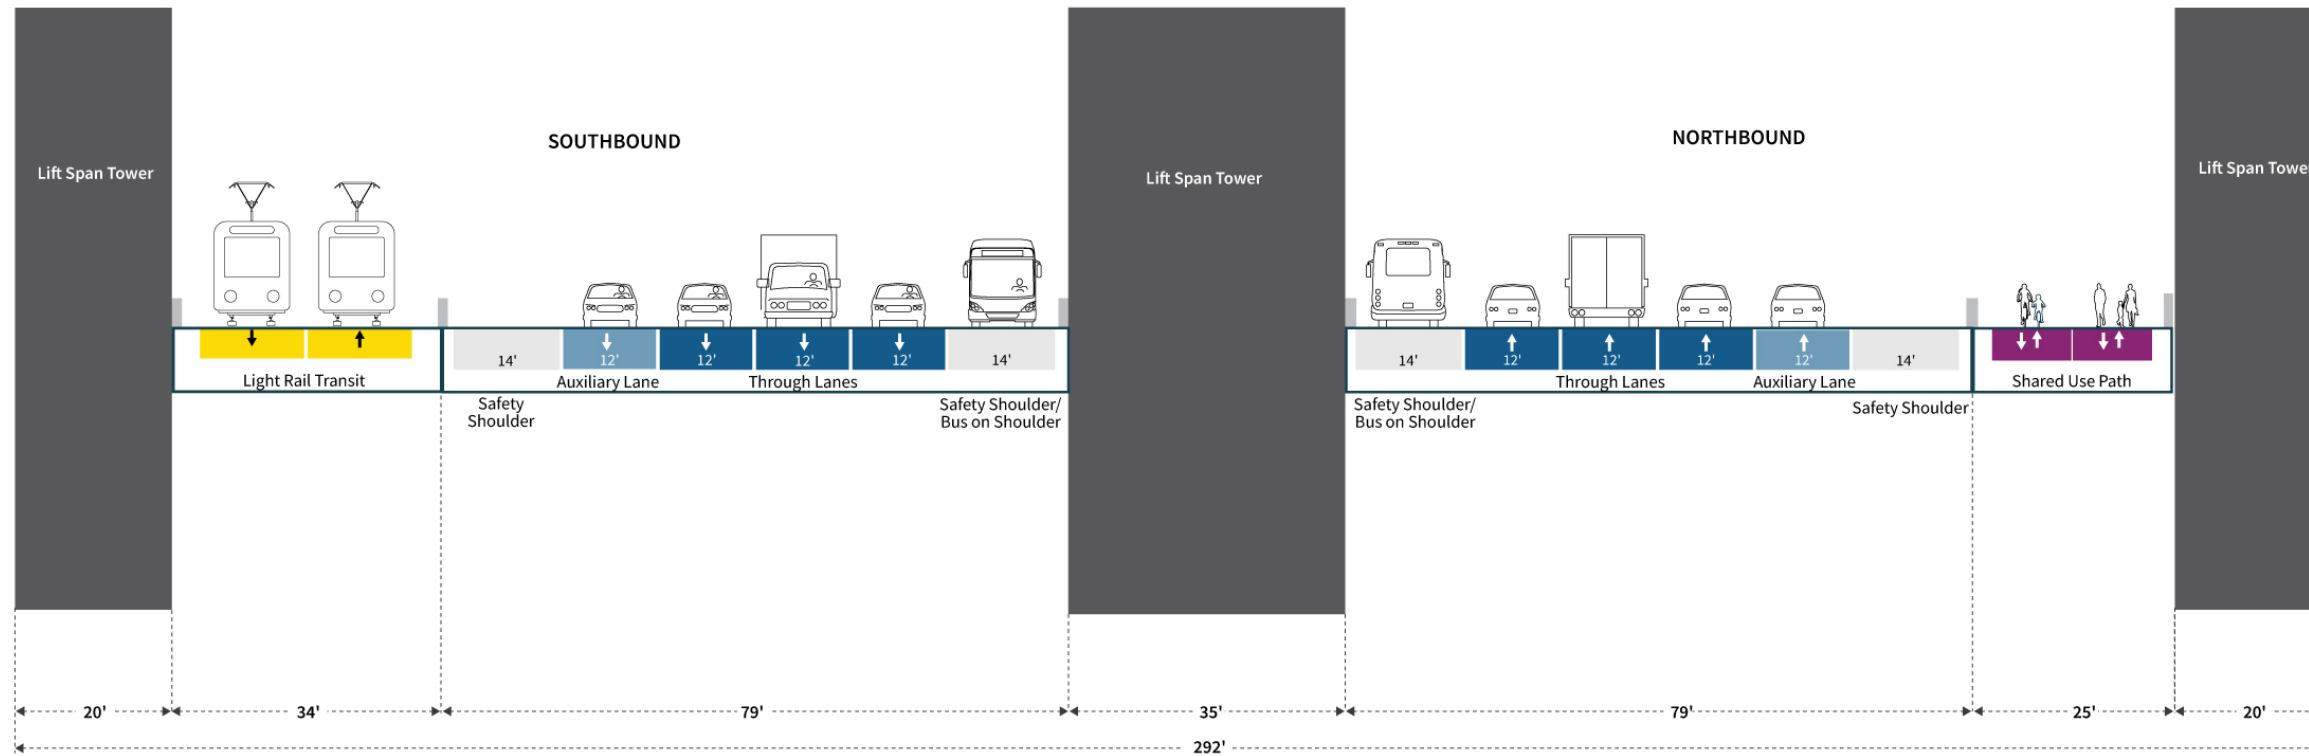 SOUTHBOUND
NORTHBOUND
Lift Span Tower
Lift Span Tower
Lift Span Tower
14'
12'
12'
12'
12'
14'
14'
12'
12'
12'
12'
14'
Light Rail Transit
Auxiliary Lane
Through Lanes
Through Lanes
Auxiliary Lane
Shared Use Path
Safety
Shoulder
Safety Shoulder/
Bus on Shoulder
Safety Shoulder/
Bus on Shoulder
Safety Shoulder
20'
34'
79'
35'
79'
25'
20'
292'